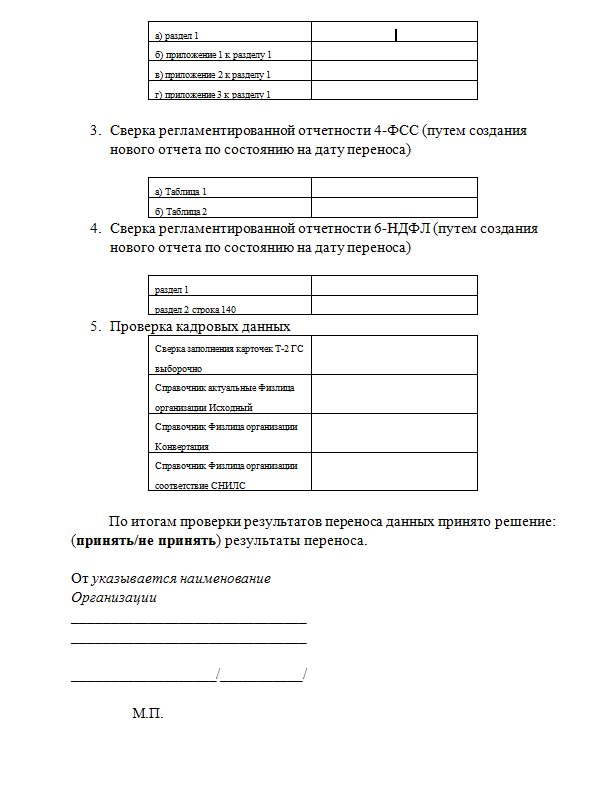 а) раздел 1
б) приложение 1 к разделу 1
в) приложение 2 к разделу 1
г) приложение 3 к разделу 1
3. Сверка регламентированной отчетности 4-ФСС (путем создания
нового отчета по состоянию на дату переноса)
а) Таблица 1
б) Таблица 2
4. Сверка регламентированной отчетности 6-НДФЛ (путем создания
нового отчета по состоянию на дату переноса)
раздел 1
раздел 2 строка 140
5. Проверка кадровых данных
Сверка заполнения карточек Т-2 ГС
выборочно
Справочник актуальные Физлица
организации Исходный
Справочник Физлица организации
Конвертация
Справочник Физлица организации
соответствие СНИЛС
По итогам проверки результатов переноса данных принято решение:
(принять/не принять) результаты переноса.
От указывается наименование
Организации
_______________________________
_______________________________
___________________/___________/
М.П.